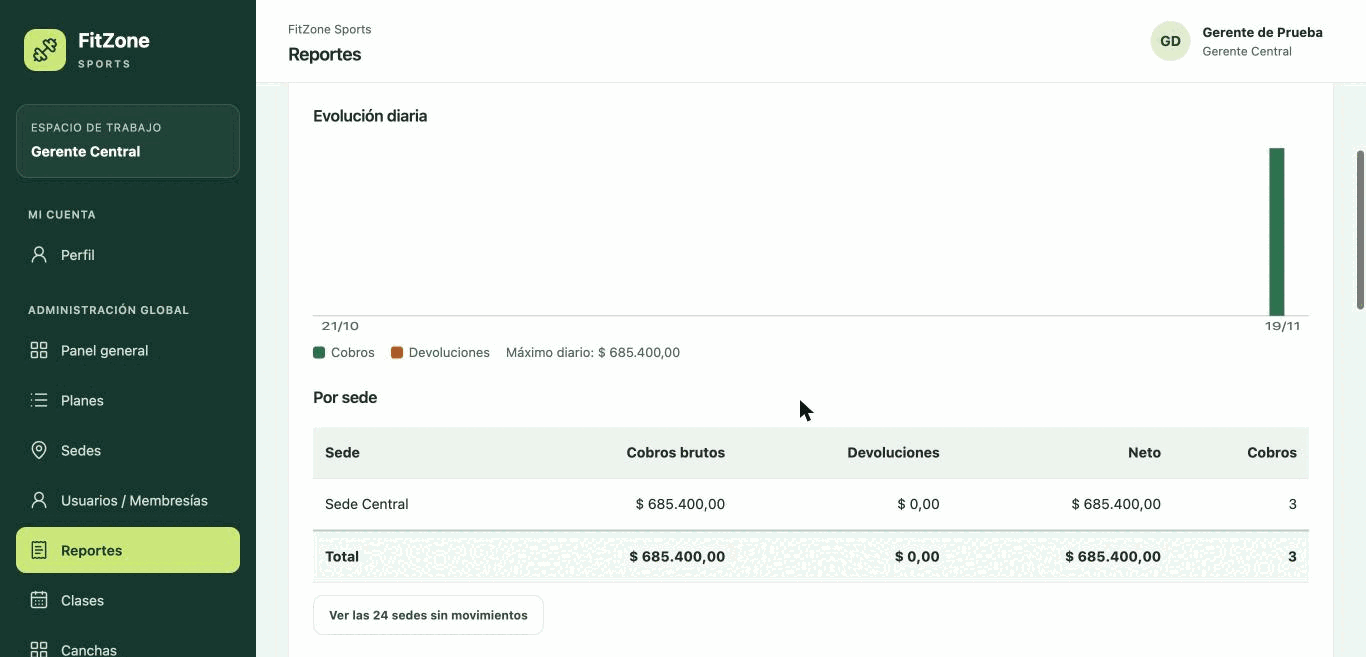 FitZone
SPORTS
ESPACIO DE TRABAJO
Gerente Central
MI CUENTA
Perfil
ADMINISTRACIÓN GLOBAL
Panel general
Planes
Sedes
Usuarios / Membresías
Reportes
Clases
Canchas
FitZone Sports
Reportes
GD
Gerente de Prueba
Gerente Central
Evolución diaria
21/10 19/11
Cobros Devoluciones Máximo diario: $ 685.400,00
Por sede
Sede Cobros brutos Devoluciones Neto Cobros
Sede Central $ 685.400,00 $ 0,00 $ 685.400,00 3
Total $ 685.400,00 $ 0,00 $ 685.400,00 3
Ver las 24 sedes sin movimientos